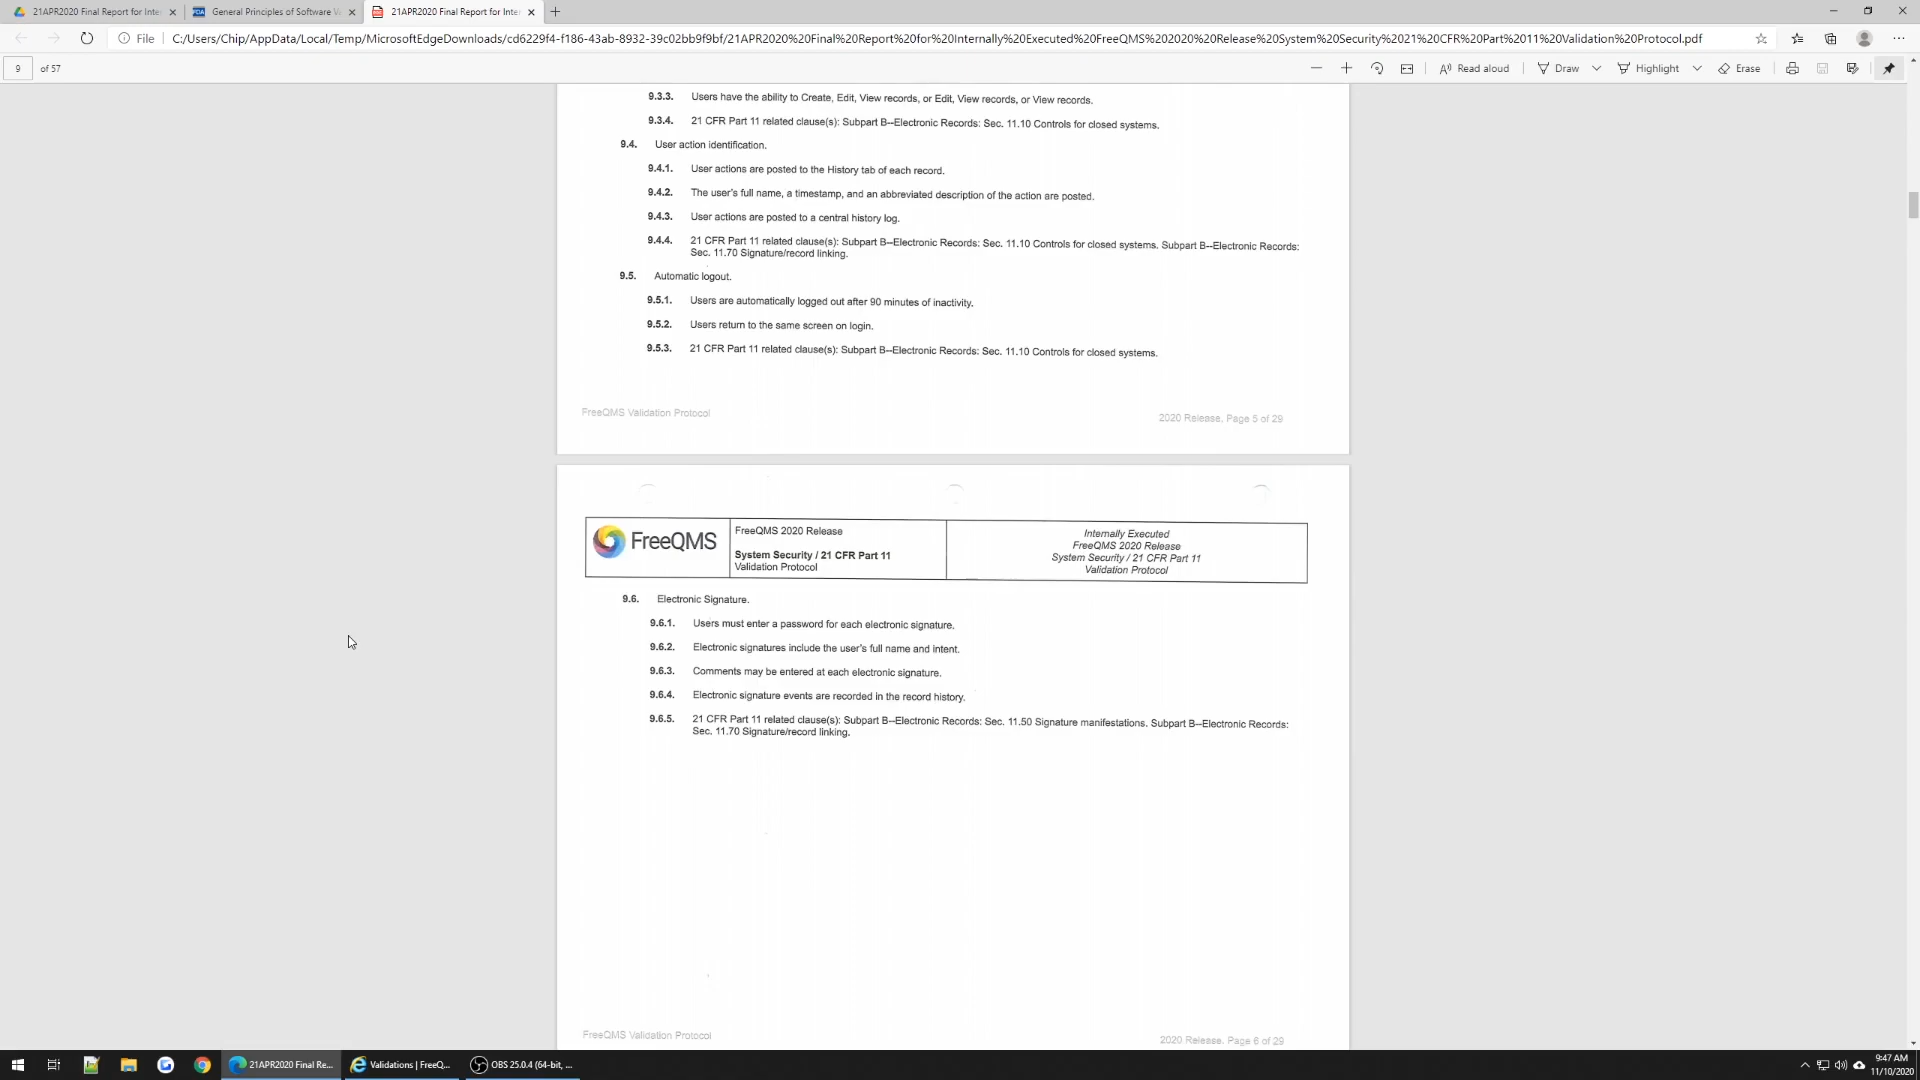 21APR2020 Final Report for Inte
General Principles of Software V
21APR2020 Final Report for Inter
File
C:/Users/Chip/AppData/Local/Temp/MicrosoftEdgeDownloads/cd6229f4-f186-43ab-8932-39c02bb9f9bf/21APR2020%20Final%20Report%20for%20Internally%20Executed%20FreeQMS%202020%20Release%20System%20Security%2021%20CFR%20Part%2011%20Validation%20Protocol.pdf
9 of 57
Read aloud
Draw
Highlight
Erase
9.3.3. Users have the ability to Create, Edit, View records, or Edit, View records, or View records.
9.3.4. 21 CFR Part 11 related clause(s): Subpart B--Electronic Records: Sec. 11.10 Controls for closed systems.
9.4. User action identification.
9.4.1. User actions are posted to the History tab of each record.
9.4.2. The user's full name, a timestamp, and an abbreviated description of the action are posted.
9.4.3. User actions are posted to a central history log.
9.4.4. 21 CFR Part 11 related clause(s): Subpart B--Electronic Records: Sec. 11.10 Controls for closed systems. Subpart B--Electronic Records:
Sec. 11.70 Signature/record linking.
9.5. Automatic logout.
9.5.1. Users are automatically logged out after 90 minutes of inactivity.
9.5.2. Users return to the same screen on login.
9.5.3. 21 CFR Part 11 related clause(s): Subpart B--Electronic Records: Sec. 11.10 Controls for closed systems.
FreeQMS Validation Protocol
2020 Release. Page 5 of 29
FreeQMS
FreeQMS 2020 Release
System Security / 21 CFR Part 11
Validation Protocol
Internally Executed
FreeQMS 2020 Release
System Security / 21 CFR Part 11
Validation Protocol
9.6. Electronic Signature.
9.6.1. Users must enter a password for each electronic signature.
9.6.2. Electronic signatures include the user's full name and intent.
9.6.3. Comments may be entered at each electronic signature.
9.6.4. Electronic signature events are recorded in the record history.
9.6.5. 21 CFR Part 11 related clause(s): Subpart B--Electronic Records: Sec. 11.50 Signature manifestations. Subpart B--Electronic Records:
Sec. 11.70 Signature/record linking.
FreeQMS Validation Protocol
2020 Release. Page 6 of 29
21APR2020 Final Re...
Validations | FreeQ...
OBS 25.0.4 (64-bit, ...
9:47 AM
11/10/2020